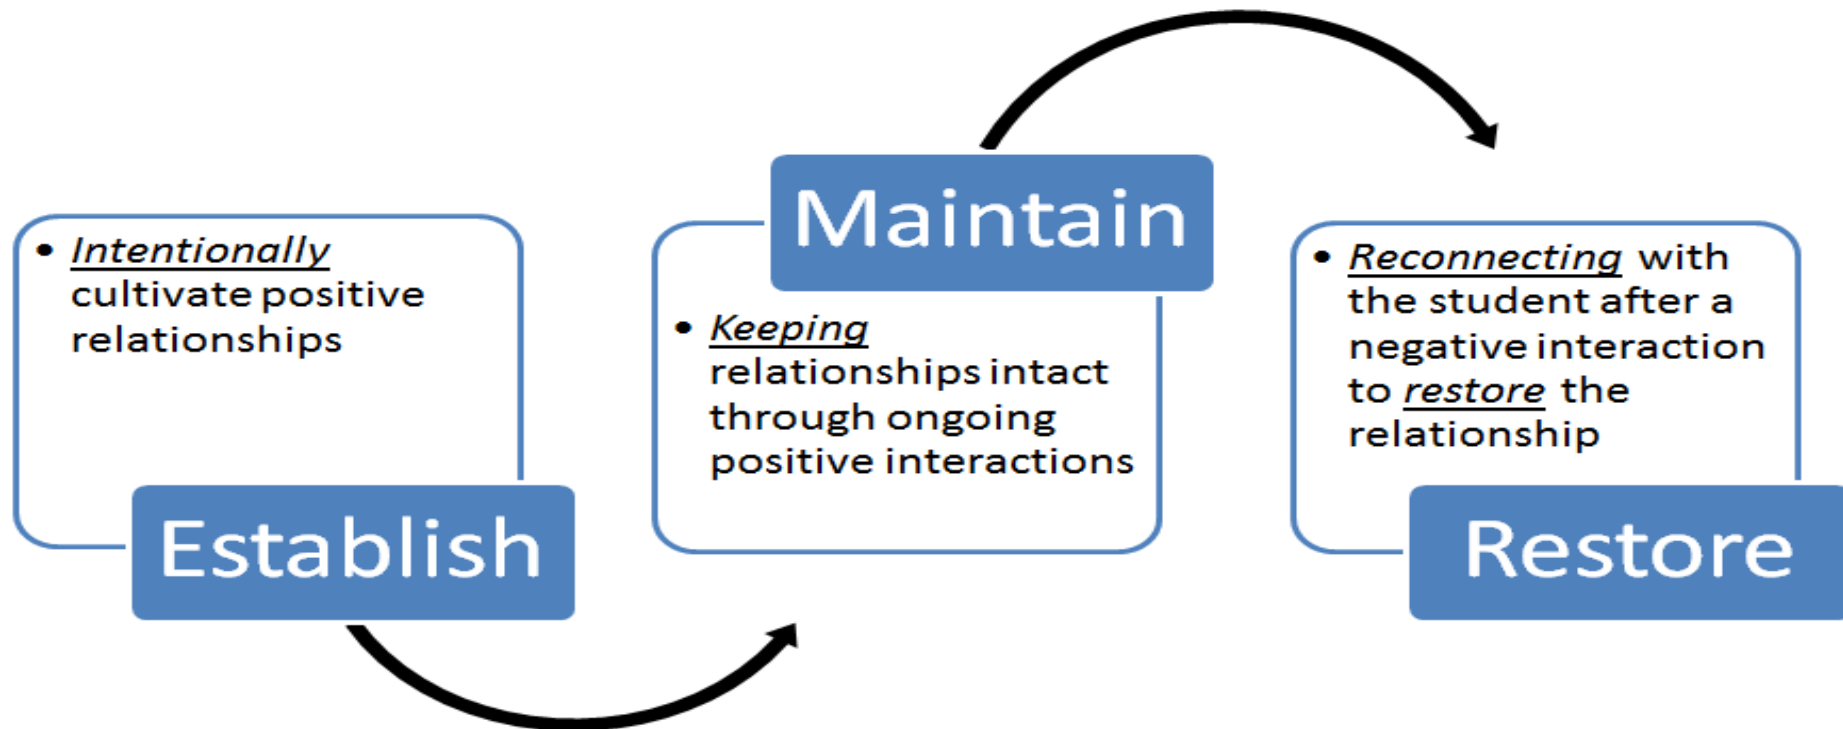 • Intentionally
cultivate positive
relationships
Establish
Maintain
• Keeping
relationships intact
through ongoing
positive interactions
• Reconnecting with
the student after a
negative interaction
to restore the
relationship
Restore